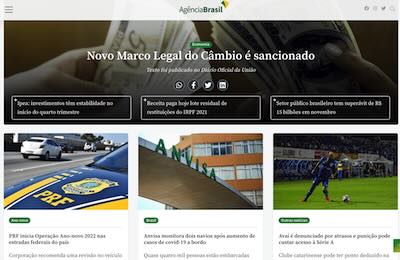 AgênciaBrasil
Economia
Novo Marco Legal do Câmbio é sancionado
Texto foi publicado no Diário Oficial da União
Ipea: investimentos têm estabilidade no
início do quarto trimestre
Receita paga hoje lote residual de
restituições do IRPF 2021
Setor público brasileiro tem superávit de R$
15 bilhões em novembro
PRF
ANVISA
Ano-novo
PRF inicia Operação Ano-novo 2022 nas
estradas federais do país
Corporação recomenda uma revisão no veículo
Brasil
Anvisa monitora dois navios após aumento
de casos de covid-19 a bordo
Quase quatro mil pessoas estão embarcadas
Outras notícias
Avaí é denunciado por atrasos e punição pode
custar acesso à Série A
Clube catarinense pode ter ponto deduzido na